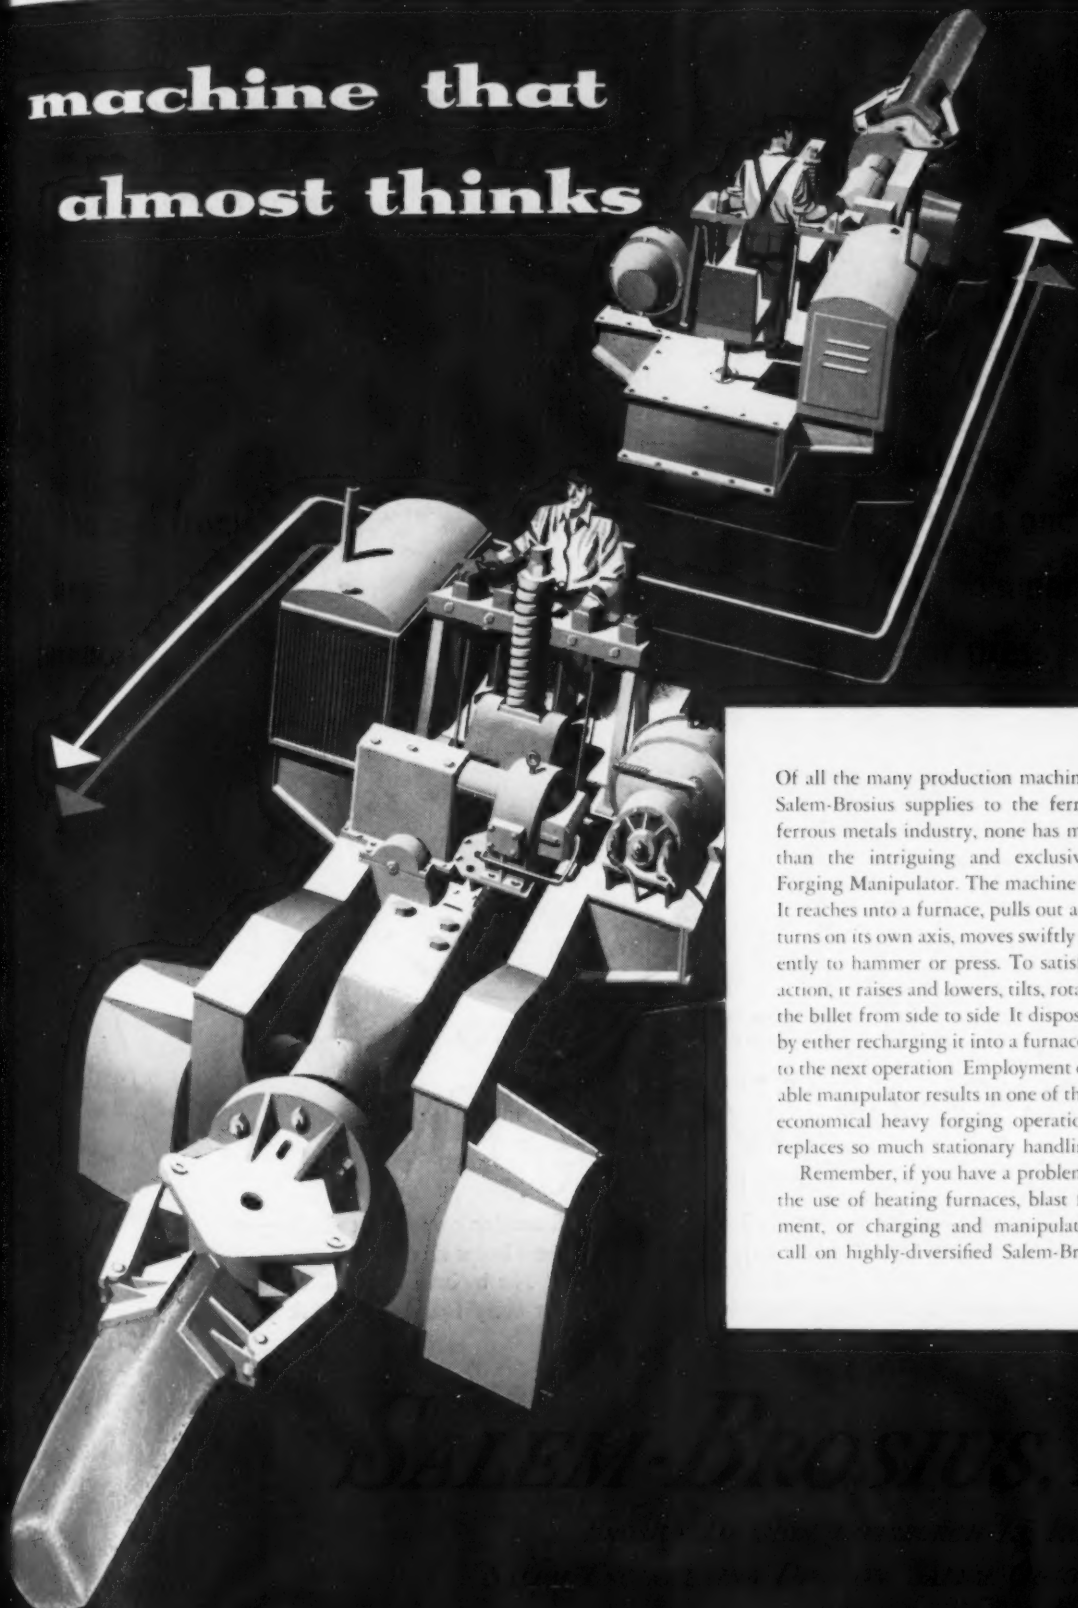 machine that
almost thinks
Of all the many production machin
Salem-Brosius supplies to the ferr
ferrous metals industry, none has m
than the intriguing and exclusiv
Forging Manipulator. The machine
It reaches into a furnace, pulls out a
turns on its own axis, moves swiftly
ently to hammer or press. To satis
action, it raises and lowers, tilts, rota
the billet from side to side It dispos
by either recharging it into a furnac
to the next operation Employment
able manipulator results in one of th
economical heavy forging operatio
replaces so much stationary handli
Remember, if you have a problem
the use of heating furnaces, blast
ment, or charging and manipulat
call on highly-diversified Salem-Br
SALEM-BROSIUS,